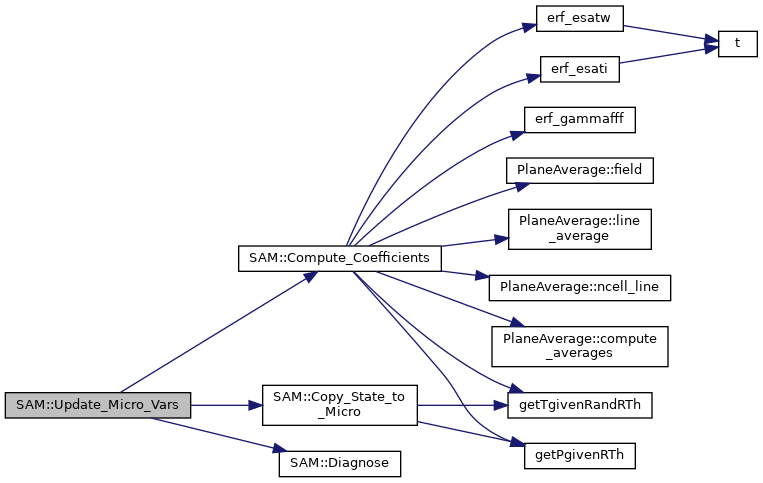 erf_esatw
t
erf_esati
erf_gammafff
PlaneAverage::field
PlaneAverage::line
_average
SAM::Compute_Coefficients
PlaneAverage::ncell_line
PlaneAverage::compute
_averages
SAM::Update_Micro_Vars
SAM::Copy_State_to
_Micro
getTgivenRandRTh
getPgivenRTh
SAM::Diagnose